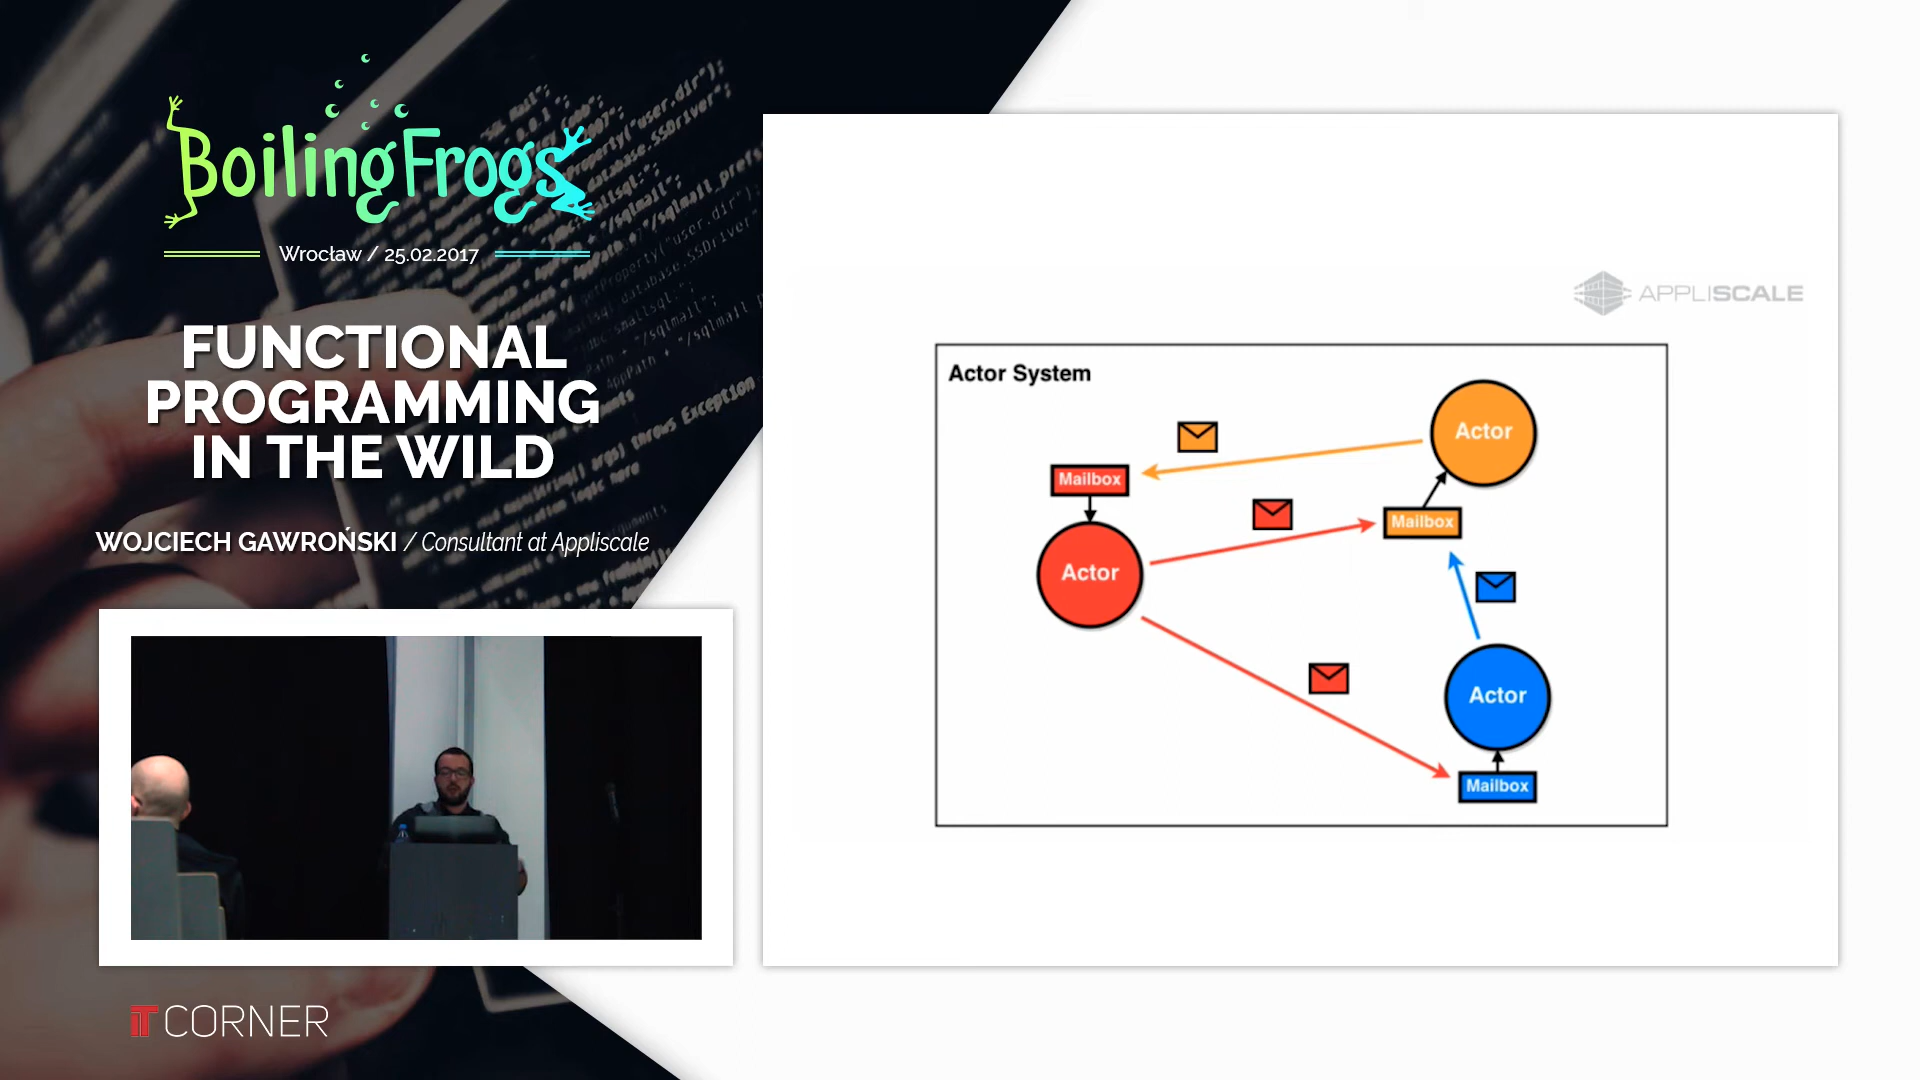 BoilingFrogs
Wrocław / 25.02.2017
FUNCTIONAL
PROGRAMMING
IN THE WILD
WOJCIECH GAWROŃSKI / Consultant at Appliscale
IT CORNER
APPLISCALE
Actor System
Actor
Mailbox
Mailbox
Actor
Actor
Mailbox